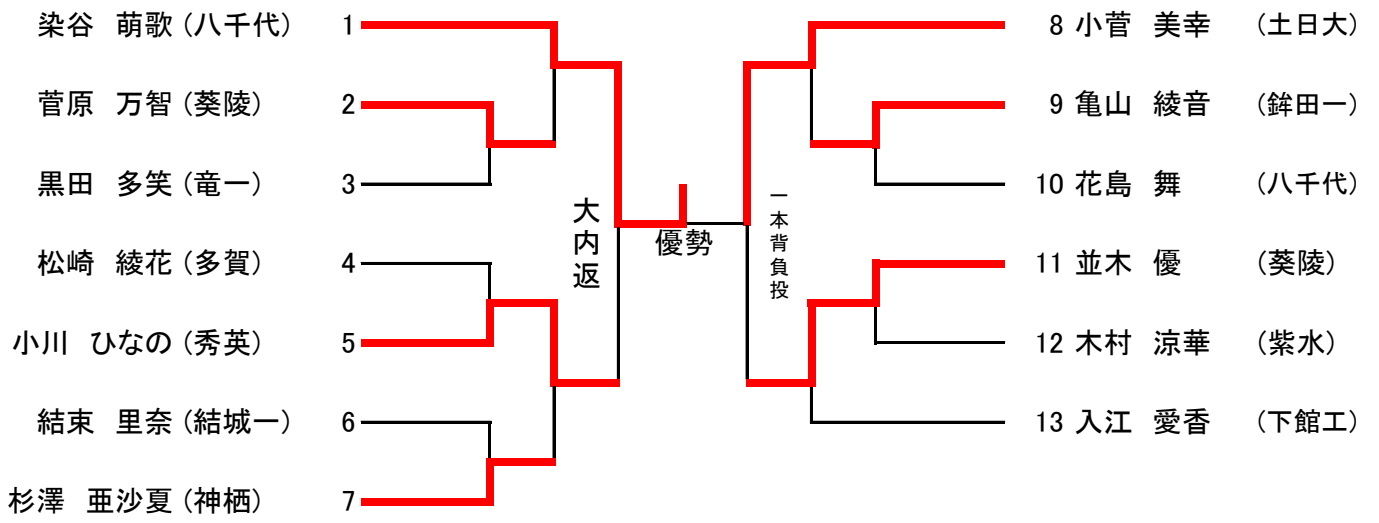 染谷 萌歌 (八千代) 1
菅原 万智 (葵陵) 2
黒田 多笑 (竜一) 3
松崎 綾花 (多賀) 4
小川 ひなの (秀英) 5
結束 里奈 (結城一) 6
杉澤 亜沙夏 (神栖) 7
大内返
優勢
一本背負投
8 小菅 美幸 (土日大)
9 亀山 綾音 (鉾田一)
10 花島 舞 (八千代)
11 並木 優 (葵陵)
12 木村 涼華 (紫水)
13 入江 愛香 (下館工)